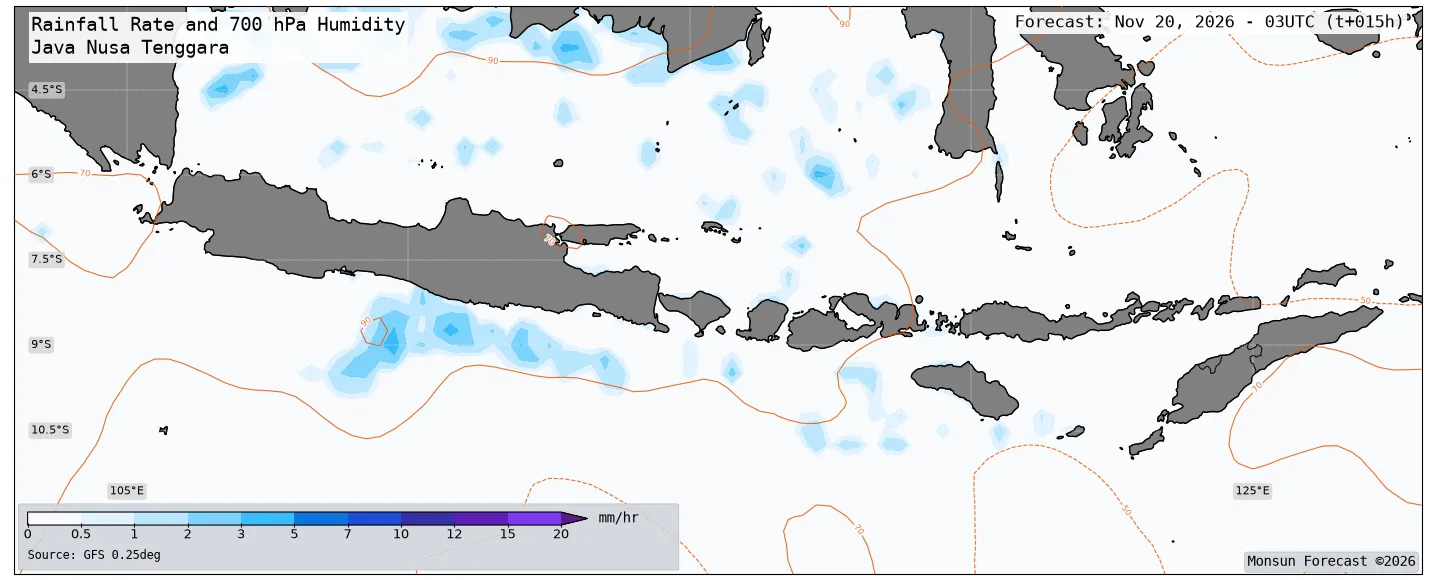 Rainfall Rate and 700 hPa Humidity
Java Nusa Tenggara
Forecast: Nov 20, 2026 - 03UTC (t+015h)
90
90
4.5°S
6°S
70
70
7.5°S
50
90
9°S
70
10.5°S
105°E
125°E
50
70
mm/hr
0 0.5 1 2 3 5 7 10 12 15 20
Source: GFS 0.25deg
Monsun Forecast ©2026